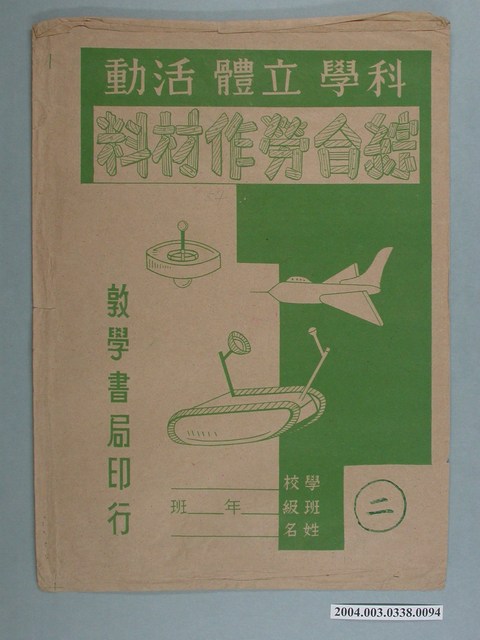 科學 立體 活動
綜合勞作材料
敦學書局印行
學校
班級 年 班
姓名
二
2004.003.0338.0094